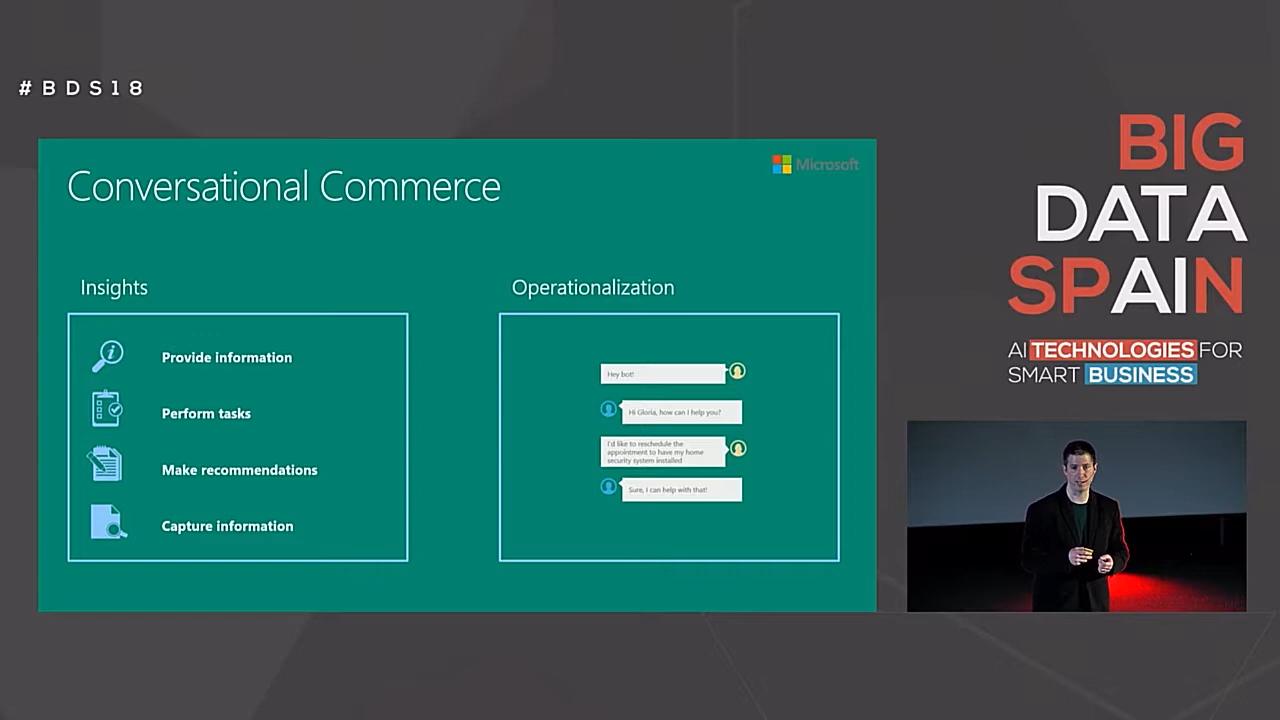 #BDS18
Microsoft
Conversational Commerce
Insights
Provide information
Perform tasks
Make recommendations
Capture information
Operationalization
Hey bot!
Hi Gloria, how can I help you?
I'd like to reschedule the
appointment to have my home
security system installed
Sure, I can help with that!
BIG
DATA
SPAIN
AI TECHNOLOGIES FOR
SMART BUSINESS